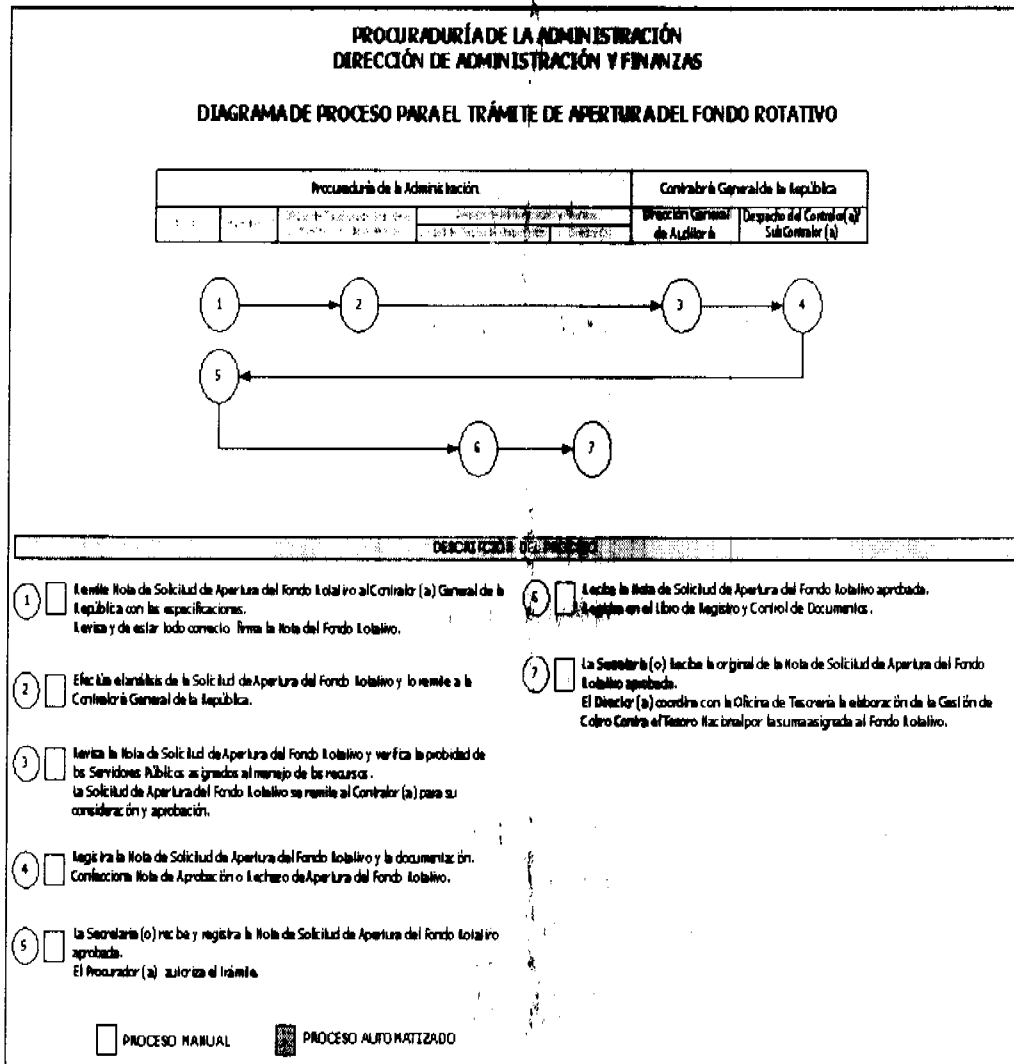 PROCURADURÍA DE LA ADMINISTRACIÓN
DIRECCIÓN DE ADMINISTRACIÓN Y FINANZAS
DIAGRAMA DE PROCESO PARA EL TRÁMITE DE APERTURA DEL FONDO ROTATIVO
Procuraduría de la Administración
Contraloría General de la República
Dirección General
de Auditoría
Despacho del Contralor(a)/
SubContralor (a)
1
2
3
4
5
6
7
DESCRIPCIÓN DEL PROCESO
1 Remite Nota de Solicitud de Apertura del Fondo Rotativo al Contralor (a) General de la
República con las especificaciones.
Revisa y de estar todo correcto firma la Nota del Fondo Rotativo.
2 Efectúa el análisis de la Solicitud de Apertura del Fondo Rotativo y lo remite a la
Contraloría General de la República.
3 Revisa la Nota de Solicitud de Apertura del Fondo Rotativo y verifica la probidad de
los Servidores Públicos asignados al manejo de los recursos.
La Solicitud de Apertura del Fondo Rotativo se remite al Contralor (a) para su
consideración y aprobación.
4 Registra la Nota de Solicitud de Apertura del Fondo Rotativo y la documentación.
Confecciona Nota de Aprobación o Rechazo de Apertura del Fondo Rotativo.
5 La Secretaria (o) recibe y registra la Nota de Solicitud de Apertura del Fondo Rotativo
aprobada.
El Procurador (a) autoriza el trámite.
6 Recibe la Nota de Solicitud de Apertura del Fondo Rotativo aprobada.
Registra en el Libro de Registro y Control de Documentos.
7 La Secretaria (o) Recibe la original de la Nota de Solicitud de Apertura del Fondo
Rotativo aprobada.
El Director (a) coordina con la Oficina de Tesorería la elaboración de la Gestión de
Cobro Contra el Tesoro Nacional por la suma asignada al Fondo Rotativo.
PROCESO MANUAL
PROCESO AUTOMATIZADO